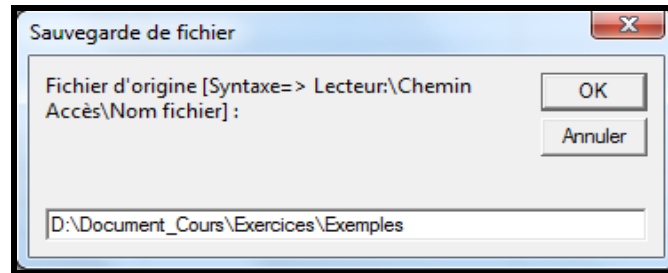 Sauvegarde de fichier
Fichier d'origine [Syntaxe=> Lecteur:\Chemin
Accès\Nom fichier] :
OK
Annuler
D:\Document_Cours\Exercices\Exemples